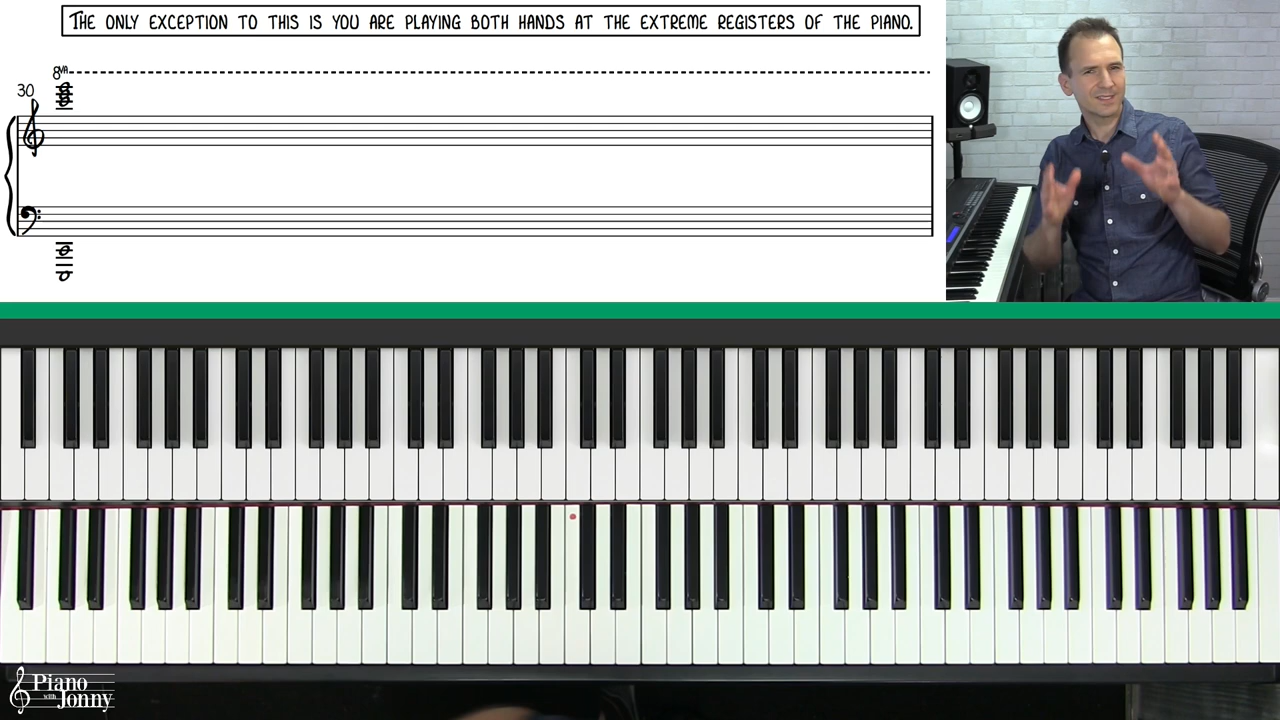 THE ONLY EXCEPTION TO THIS IS YOU ARE PLAYING BOTH HANDS AT THE EXTREME REGISTERS OF THE PIANO.
8VA
30
Piano
with
Jonny